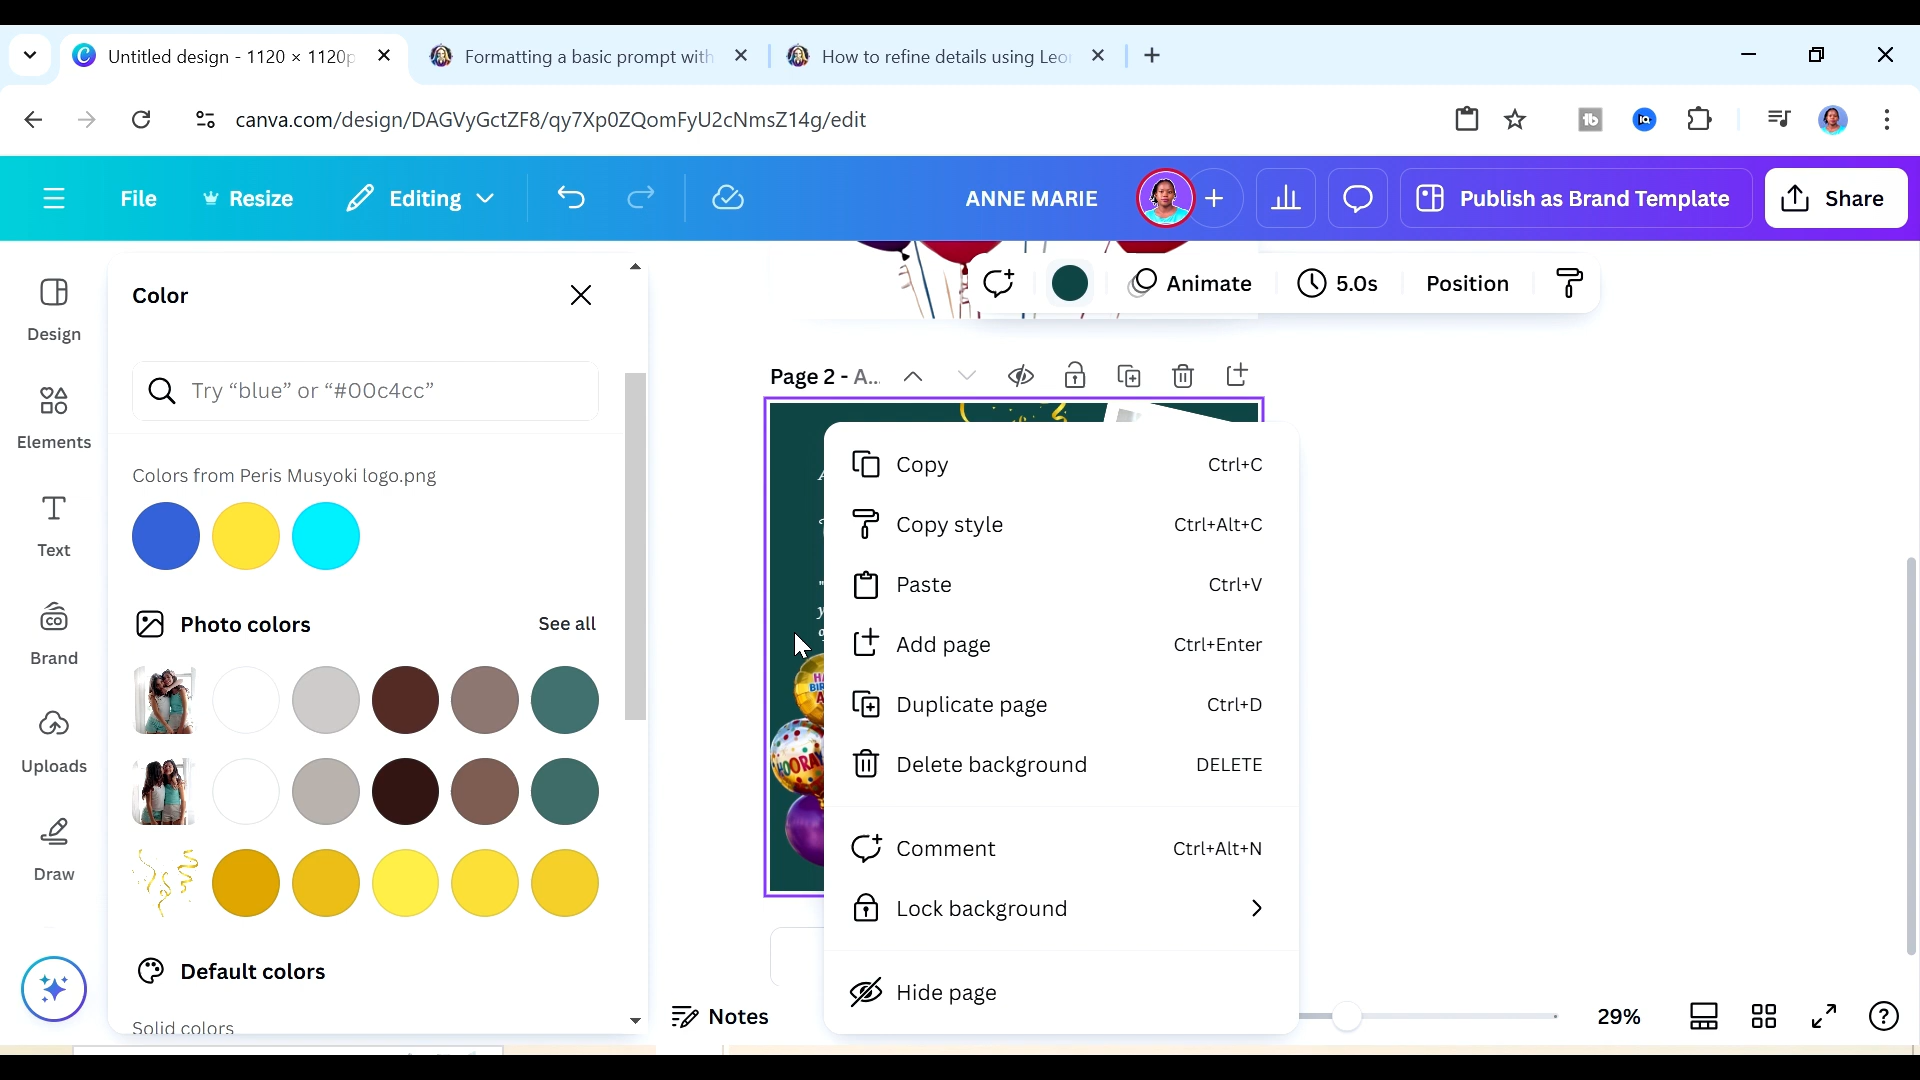 Untitled design - 1120 × 1120p
Formatting a basic prompt with
How to refine details using Leo
canva.com/design/DAGVyGctZF8/qy7Xp0ZQomFyU2cNmsZ14g/edit
File
Resize
Editing
ANNE MARIE
Publish as Brand Template
Share
Design
Elements
Text
Brand
Uploads
Draw
Color
Try “blue” or “#00c4cc”
Colors from Peris Musyoki logo.png
Photo colors
See all
Default colors
Solid colors
Animate
5.0s
Position
Page 2 - A...
Copy Ctrl+C
Copy style Ctrl+Alt+C
Paste Ctrl+V
Add page Ctrl+Enter
Duplicate page Ctrl+D
Delete background DELETE
Comment Ctrl+Alt+N
Lock background
Hide page
HOORAY
Notes
29%